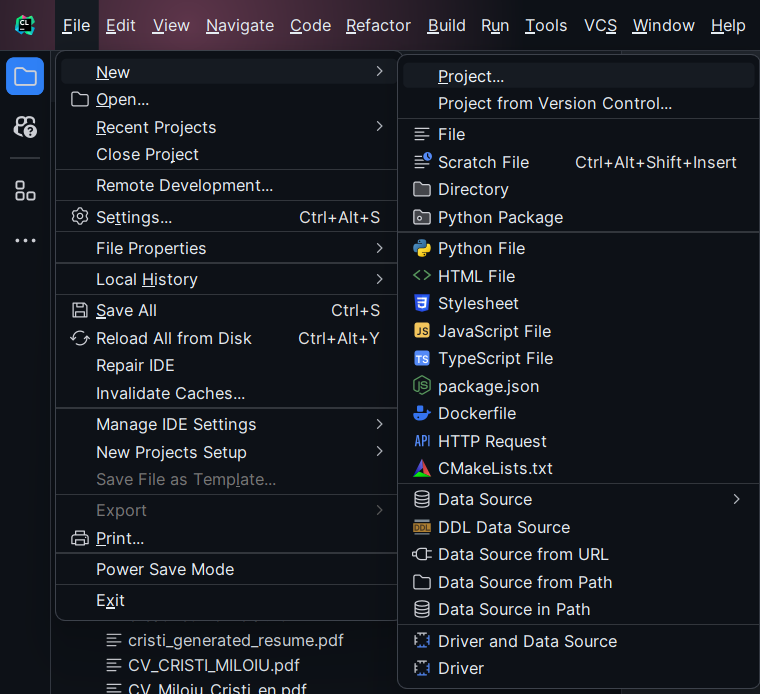 CL
File Edit View Navigate Code Refactor Build Run Tools VCS Window Help
New
Open...
Recent Projects
Close Project
Remote Development...
Settings... Ctrl+Alt+S
File Properties
Local History
Save All Ctrl+S
Reload All from Disk Ctrl+Alt+Y
Repair IDE
Invalidate Caches...
Manage IDE Settings
New Projects Setup
Save File as Template...
Export
Print...
Power Save Mode
Exit
Project...
Project from Version Control...
File
Scratch File Ctrl+Alt+Shift+Insert
Directory
Python Package
Python File
HTML File
Stylesheet
JS JavaScript File
TS TypeScript File
JS package.json
Dockerfile
API HTTP Request
CMakeLists.txt
Data Source
DDL DDL Data Source
Data Source from URL
Data Source from Path
Data Source in Path
Driver and Data Source
Driver
cristi_generated_resume.pdf
CV_CRISTI_MILOIU.pdf
CV_Miloiu_Cristi_en.pdf